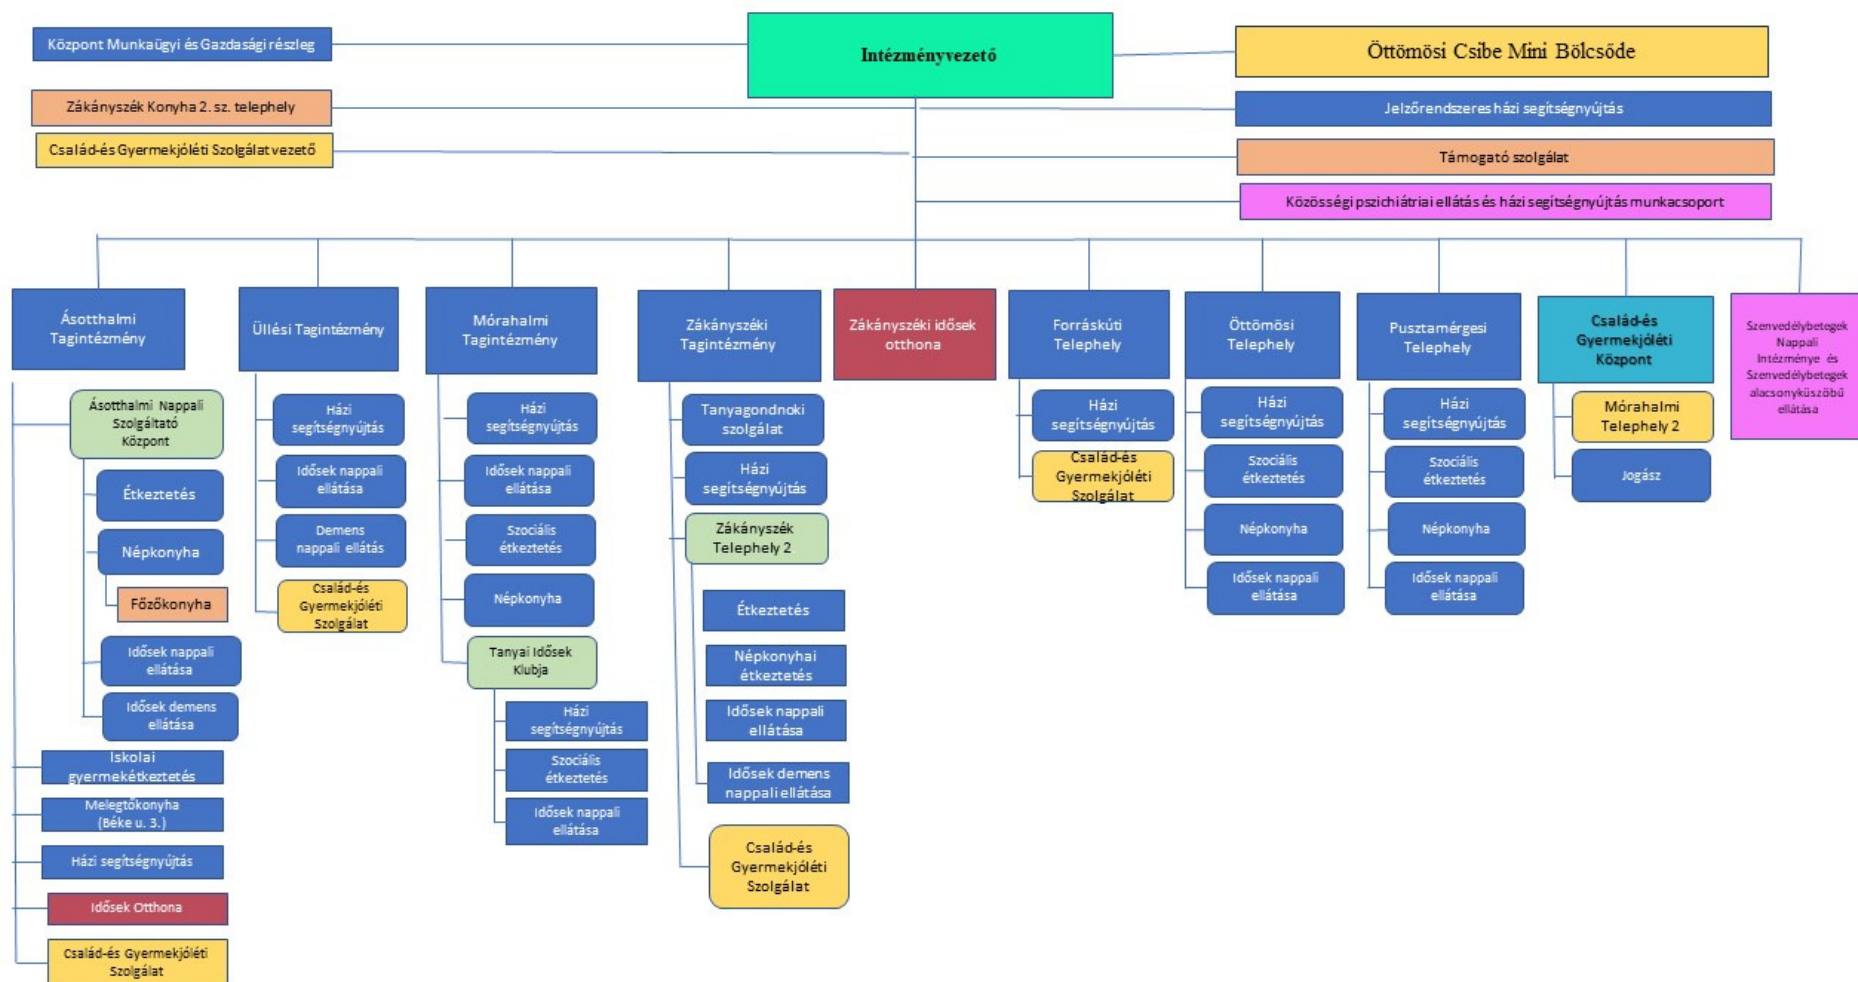 Központ Munkaügyi és Gazdasági részleg
Intézményvezető
Öttömösi Csibe Mini Bölcsőde
Zákányszék Konyha 2. sz. telephely
Jelzőrendszeres házi segítségnyújtás
Család-és Gyermekjóléti Szolgálat vezető
Támogató szolgálat
Közösségi pszichiátriai ellátás és házi segítségnyújtás munkacsoport
Ásotthalmi
Tagintézmény
Ásotthalmi Nappali
Szolgáltató
Központ
Étkeztetés
Népkonyha
Főzőkonyha
Idősek nappali
ellátása
Idősek demens
ellátása
Iskolai
gyermekétkeztetés
Melegtőkonyha
(Béke u. 3.)
Házi segítségnyújtás
Idősek Otthona
Család-és Gyermekjóléti
Szolgálat
Üllési Tagintézmény
Házi
segítségnyújtás
Idősek nappali
ellátása
Demens
nappali ellátás
Család-és
Gyermekjóléti
Szolgálat
Mórahalmi
Tagintézmény
Házi
segítségnyújtás
Idősek nappali
ellátása
Szociális
étkeztetés
Népkonyha
Tanyai Idősek
Klubja
Házi
segítségnyújtás
Szociális
étkeztetés
Idősek nappali
ellátása
Zákányszéki
Tagintézmény
Tanyagondnoki
szolgálat
Házi
segítségnyújtás
Zákányszék
Telephely 2
Étkeztetés
Népkonyhai
étkeztetés
Idősek nappali
ellátása
Idősek demens
nappali ellátása
Család-és
Gyermekjóléti
Szolgálat
Zákányszéki idősek
otthona
Forráskúti
Telephely
Házi
segítségnyújtás
Család-és
Gyermekjóléti
Szolgálat
Öttömösi
Telephely
Házi
segítségnyújtás
Szociális
étkeztetés
Népkonyha
Idősek nappali
ellátása
Pusztamérgesi
Telephely
Házi
segítségnyújtás
Szociális
étkeztetés
Népkonyha
Idősek nappali
ellátása
Család-és
Gyermekjóléti
Központ
Mórahalmi
Telephely 2
Jogász
Szenvedélybetegek
Nappali
Intézménye és
Szenvedélybetegek
alacsonyküszöbű
ellátása